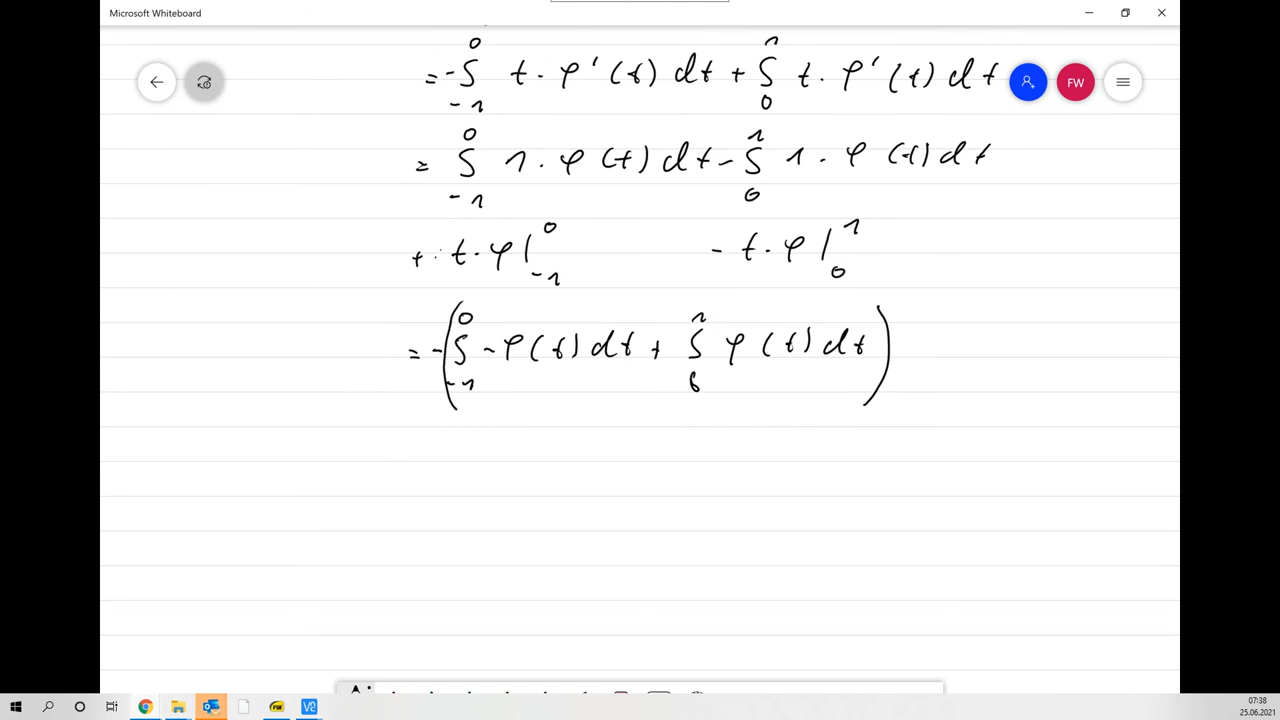 Microsoft Whiteboard
= - ∫_{-1}^{0} t · φ'(t) dt + ∫_{0}^{1} t · φ'(t) dt
FW
= ∫_{-1}^{0} 1 · φ(t) dt - ∫_{0}^{1} 1 · φ(t) dt
+ t · φ |_{-1}^{0} - t · φ |_{0}^{1}
= - ( ∫_{-1}^{0} - φ(t) dt + ∫_{0}^{1} φ(t) dt )
07:38
25.06.2021